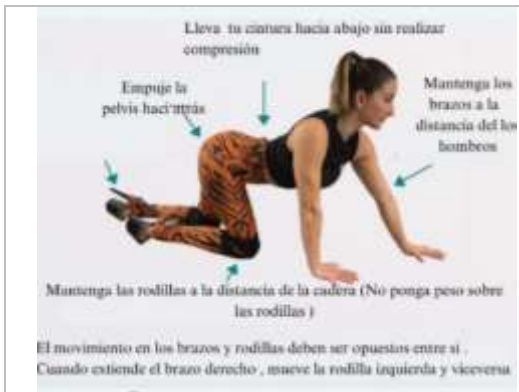 Lleva tu cintura hacia abajo sin realizar
compresión
Empuje la
pelvis hacia atrás
Mantenga los
brazos a la
distancia del los
hombros
Mantenga las rodillas a la distancia de la cadera (No ponga peso sobre
las rodillas )
El movimiento en los brazos y rodillas deben ser opuestos entre si .
Cuando extiende el brazo derecho , mueve la rodilla izquierda y viceversa